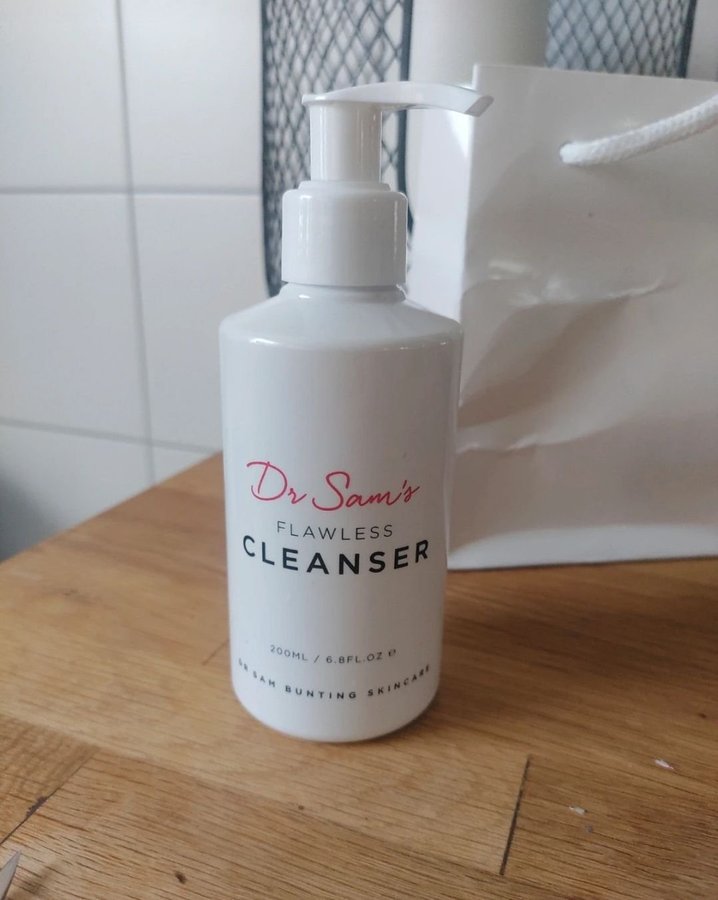 Dr Sam's
FLAWLESS
CLEANSER
200ML / 6.8FL.OZ ℮
DR SAM BUNTING SKINCARE